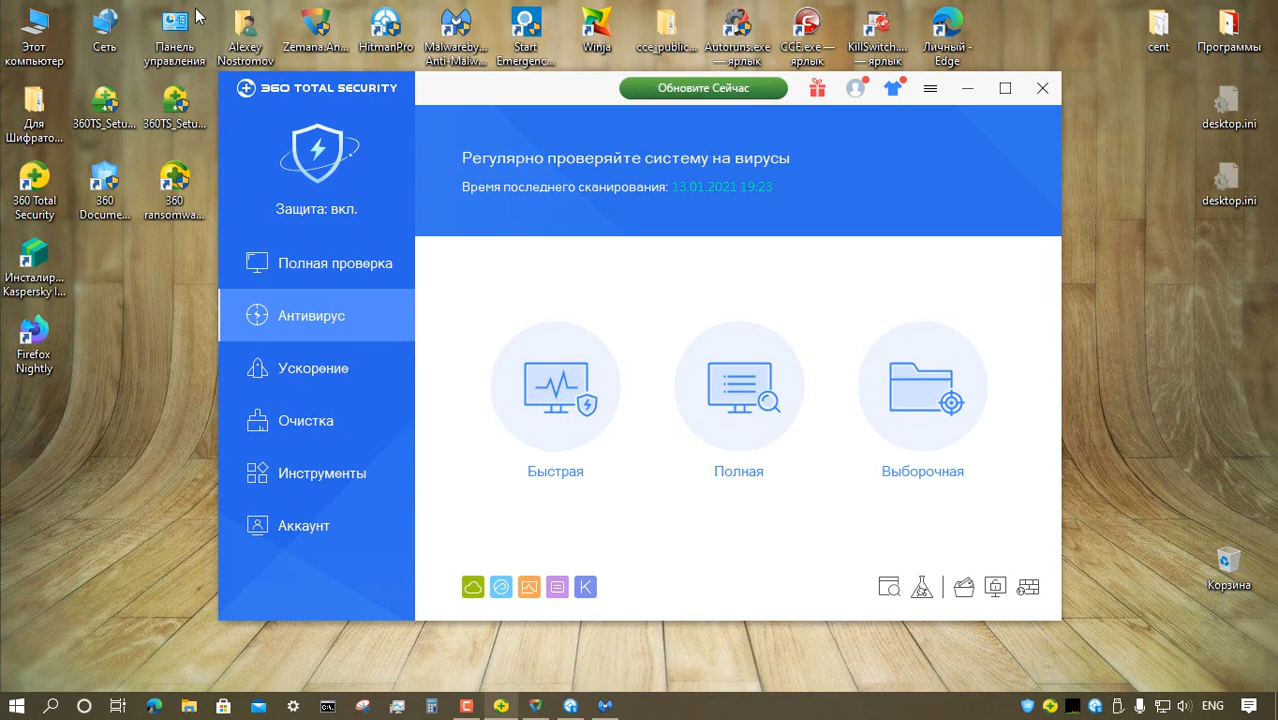 Этот
компьютер
Сеть
Панель
управления
Alexey
Nostromov
Zemana.An...
HitmanPro
Malwareby...
Anti-Malw...
Start
Emergenc...
Winja
cce_public...
Autoruns.exe
— ярлык
CCE.exe —
ярлык
KillSwitch....
— ярлык
Личный -
Edge
cent
Программы
Для
Шифрато...
360TS_Setu...
360TS_Setu...
desktop.ini
360 Total
Security
360
Docume...
360
ransomwa...
desktop.ini
Инсталир...
Kaspersky I...
Firefox
Nightly
Корзина
360 TOTAL SECURITY
Обновите Сейчас
Защита: вкл.
Полная проверка
Антивирус
Ускорение
Очистка
Инструменты
Аккаунт
Регулярно проверяйте систему на вирусы
Время последнего сканирования: 13.01.2021 19:23
Быстрая
Полная
Выборочная
ENG